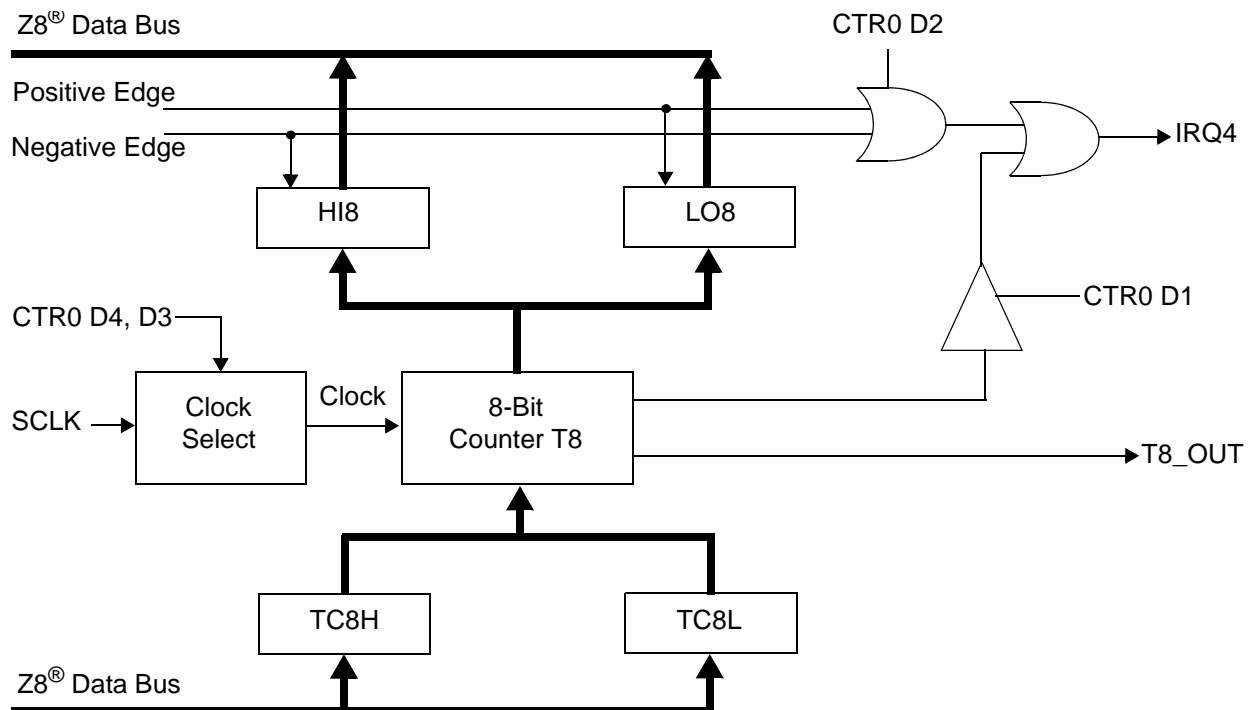 Z8® Data Bus
CTR0 D2
Positive Edge
Negative Edge
IRQ4
HI8
LO8
CTR0 D4, D3
CTR0 D1
SCLK
Clock
Select
Clock
8-Bit
Counter T8
T8_OUT
TC8H
TC8L
Z8® Data Bus